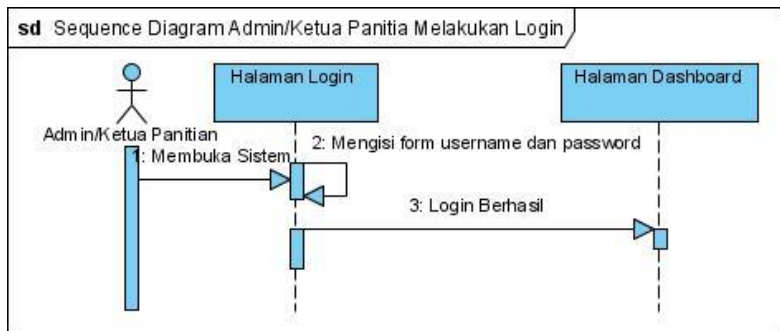 sd Sequence Diagram Admin/Ketua Panitia Melakukan Login
Halaman Login
Halaman Dashboard
Admin/Ketua Panitian
1: Membuka Sistem
2: Mengisi form username dan password
3: Login Berhasil